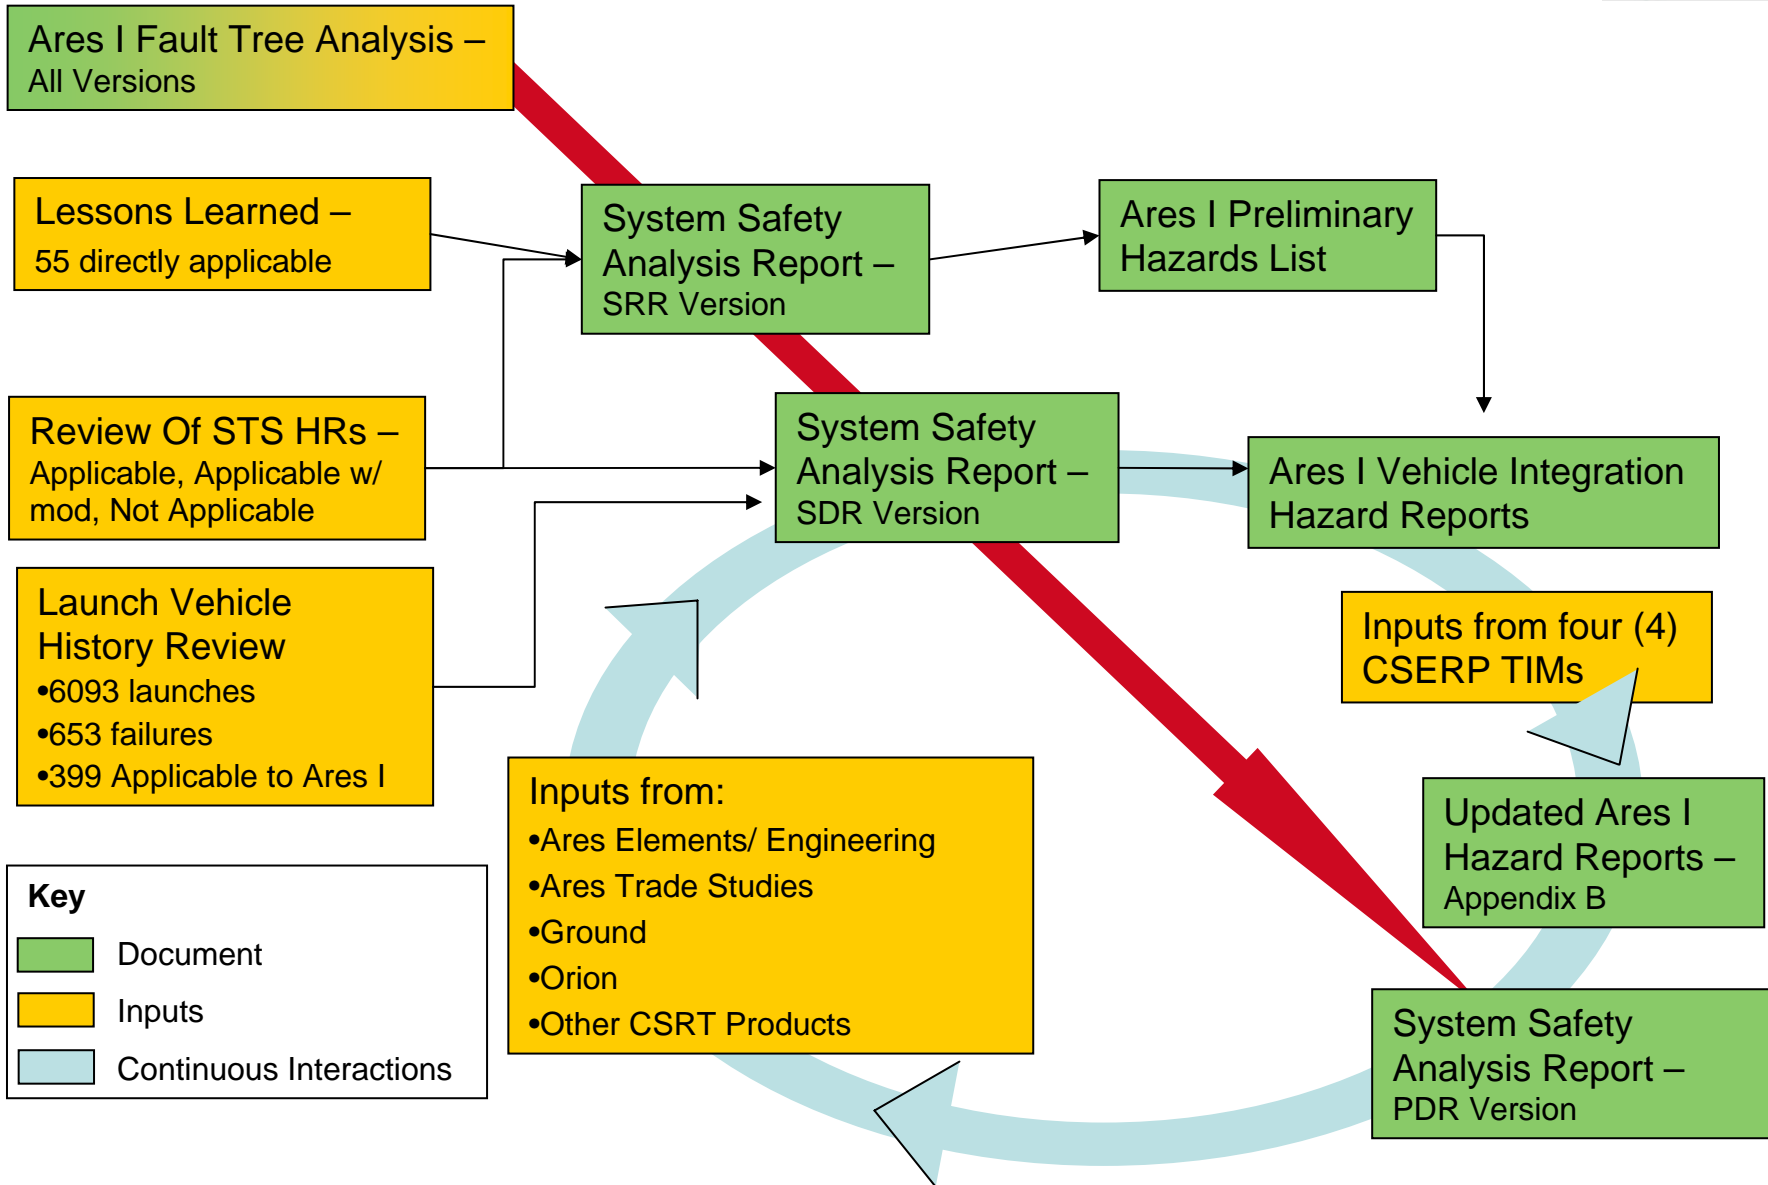 Ares I Fault Tree Analysis –
All Versions
Lessons Learned –
55 directly applicable
System Safety
Analysis Report –
SRR Version
Ares I Preliminary
Hazards List
Review Of STS HRs –
Applicable, Applicable w/
mod, Not Applicable
System Safety
Analysis Report –
SDR Version
Ares I Vehicle Integration
Hazard Reports
Launch Vehicle
History Review
•6093 launches
•653 failures
•399 Applicable to Ares I
Inputs from four (4)
CSERP TIMs
Inputs from:
•Ares Elements/ Engineering
•Ares Trade Studies
•Ground
•Orion
•Other CSRT Products
Updated Ares I
Hazard Reports –
Appendix B
Key
Document
Inputs
Continuous Interactions
System Safety
Analysis Report –
PDR Version